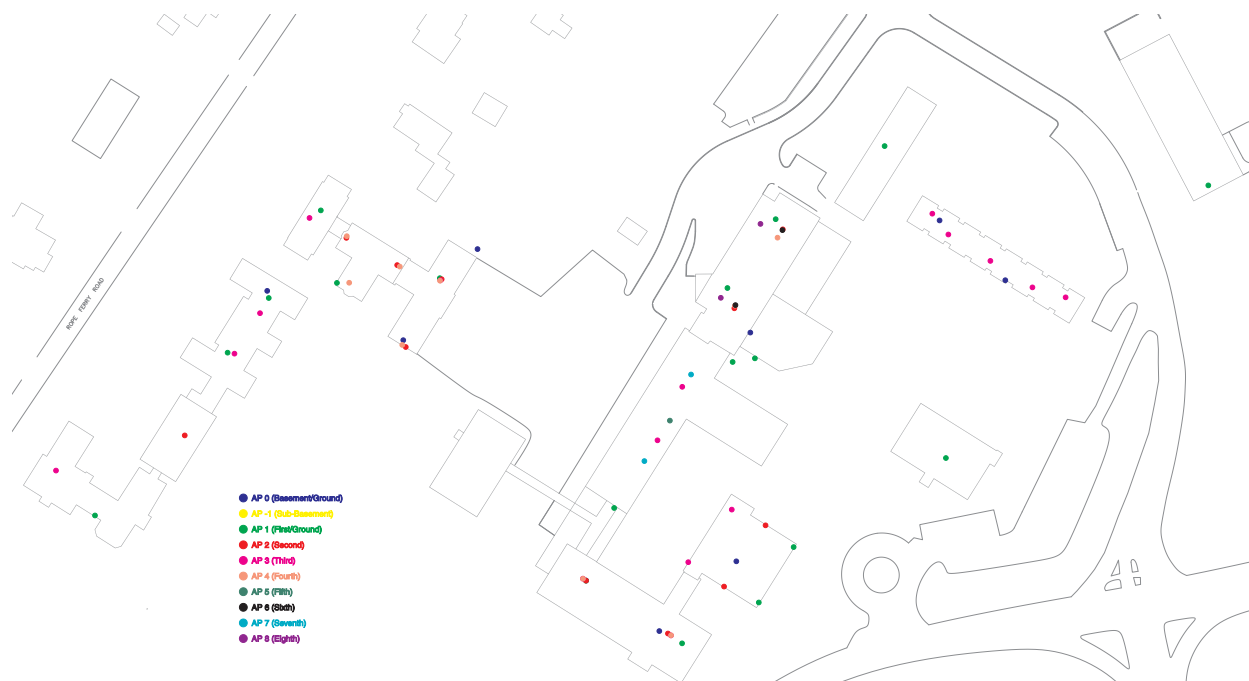 ROPE FERRY ROAD
AP 0 (Basement/Ground)
AP -1 (Sub-Basement)
AP 1 (First/Ground)
AP 2 (Second)
AP 3 (Third)
AP 4 (Fourth)
AP 5 (Fifth)
AP 6 (Sixth)
AP 7 (Seventh)
AP 8 (Eighth)